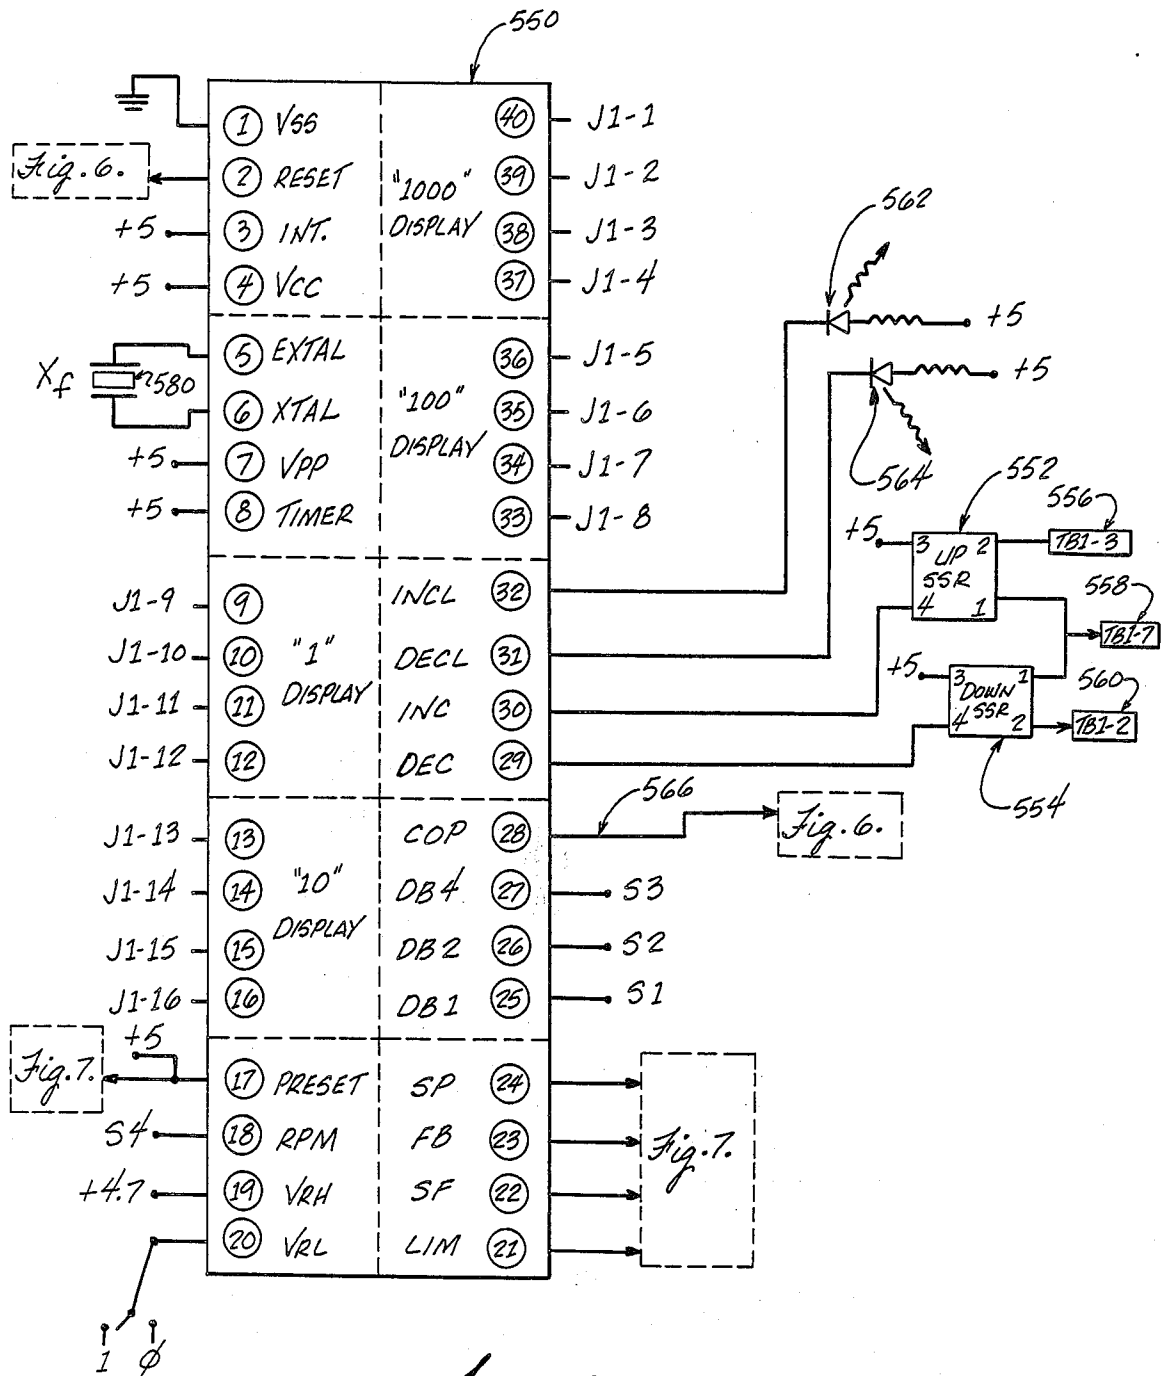 550
1 VSS 40 J1-1
Fig. 6. 2 RESET "1000" 39 J1-2
+5 3 INT. DISPLAY 38 J1-3
+5 4 VCC 37 J1-4
562
+5
5 EXTAL 36 J1-5
+5
Xf 580
6 XTAL "100" 35 J1-6
+5 7 VPP DISPLAY 34 J1-7
564
+5 8 TIMER 33 J1-8
552
556
+5 3 UP 2 TB1-3
SSR
4 1
558
TB1-7
J1-9 9 INCL 32
J1-10 10 "1" DECL 31
+5 3 DOWN 1
560
4 SSR 2 TB1-2
J1-11 11 DISPLAY INC 30
J1-12 12 DEC 29
554
566
J1-13 13 COP 28 Fig. 6.
J1-14 14 "10" DB4 27 S3
J1-15 15 DISPLAY DB2 26 S2
J1-16 16 DB1 25 S1
+5
Fig. 7. 17 PRESET SP 24
S4 18 RPM FB 23 Fig. 7.
+4.7 19 VRH SF 22
20 VRL LIM 21
1 Ø